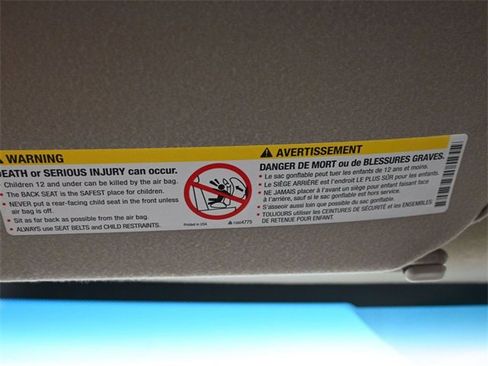 WARNING
DEATH or SERIOUS INJURY can occur.
• Children 12 and under can be killed by the air bag.
• The BACK SEAT is the SAFEST place for children.
• NEVER put a rear-facing child seat in the front unless
air bag is off.
• Sit as far back as possible from the air bag.
• ALWAYS use SEAT BELTS and CHILD RESTRAINTS.
Printed in USA
AVERTISSEMENT
DANGER DE MORT ou de BLESSURES GRAVES.
• Le sac gonflable peut tuer les enfants de 12 ans et moins.
• Le SIÈGE ARRIÈRE est l'endroit LE PLUS SÛR pour les enfants.
• NE JAMAIS placer à l'avant un siège pour enfant faisant face
à l'arrière, sauf si le sac gonflable est hors service.
• S'asseoir aussi loin que possible du sac gonflable.
• TOUJOURS utiliser les CEINTURES DE SÉCURITÉ et les ENSEMBLES
DE RETENUE POUR ENFANT.